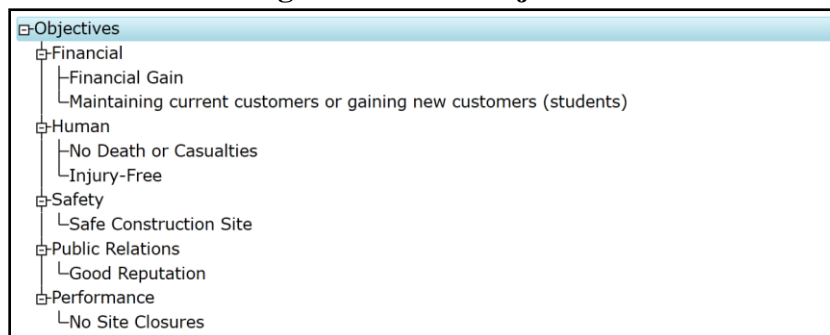 Objectives
Financial
Financial Gain
Maintaining current customers or gaining new customers (students)
Human
No Death or Casualties
Injury-Free
Safety
Safe Construction Site
Public Relations
Good Reputation
Performance
No Site Closures